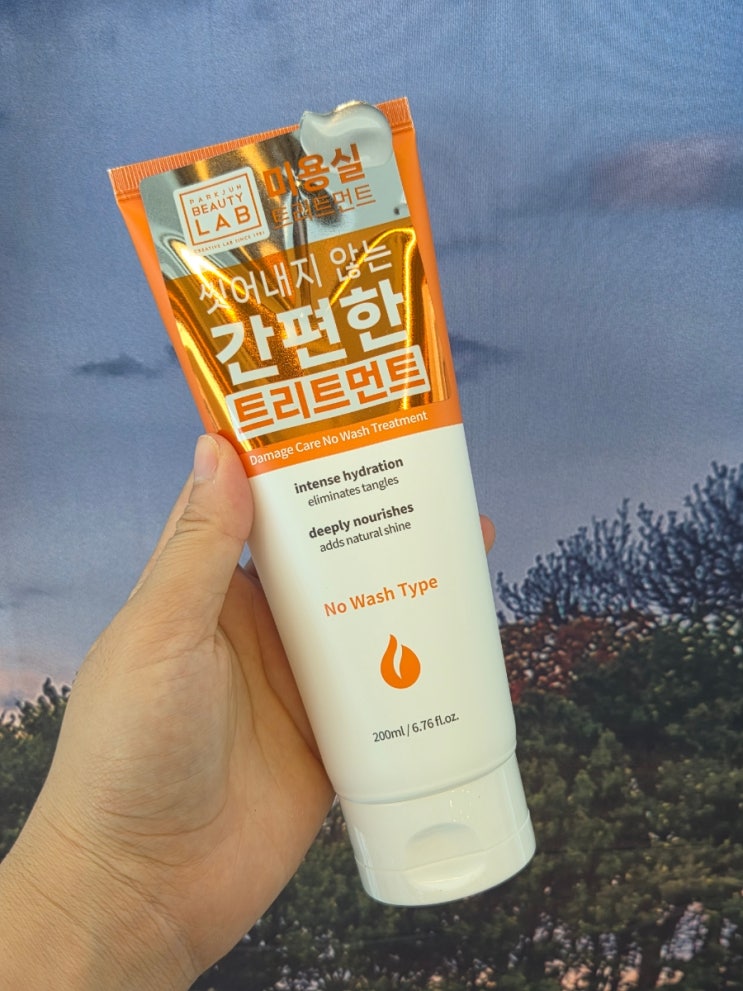 PARKJUN
BEAUTY
LAB
CREATIVE LAB SINCE 1981
미용실
트리트먼트
씻어내지 않는
간편한
트리트먼트
Damage Care No Wash Treatment
intense hydration
eliminates tangles
deeply nourishes
adds natural shine
No Wash Type
200ml / 6.76 fl.oz.